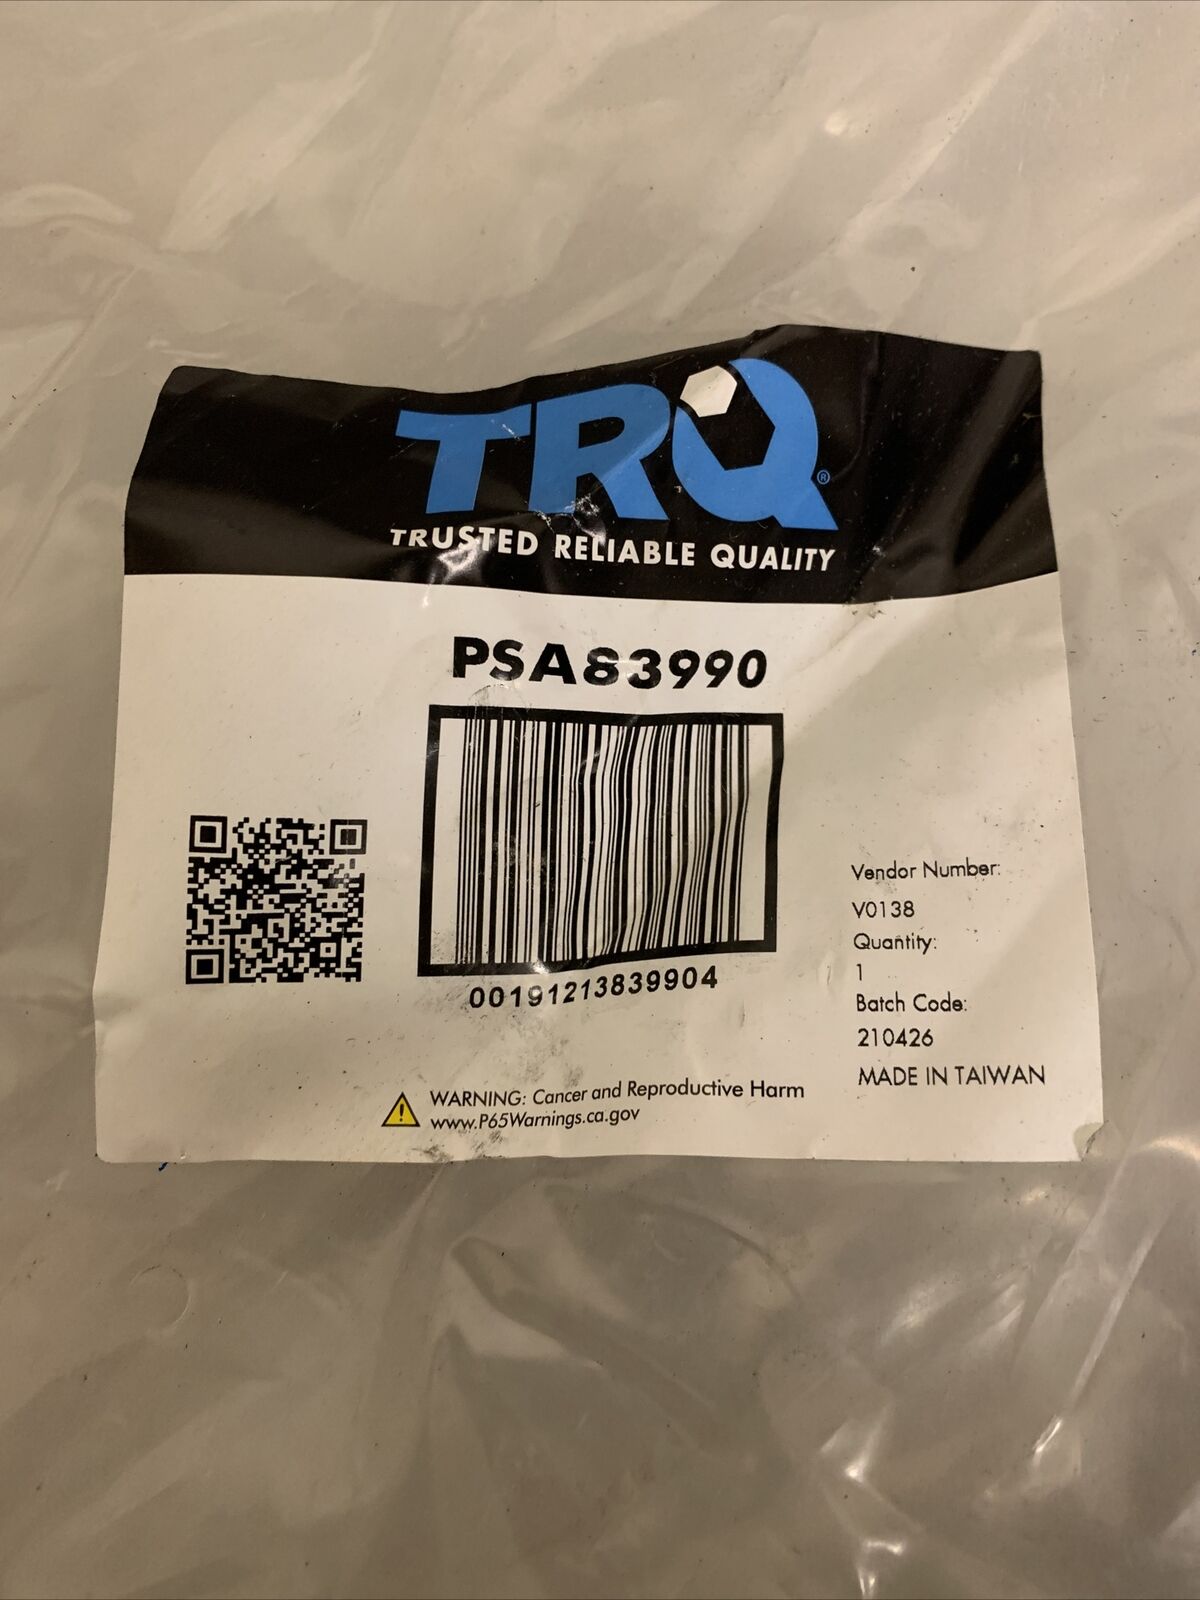 TRQ®
TRUSTED RELIABLE QUALITY
PSA83990
00191213839904
Vendor Number:
V0138
Quantity:
1
Batch Code:
210426
MADE IN TAIWAN
WARNING: Cancer and Reproductive Harm
www.P65Warnings.ca.gov